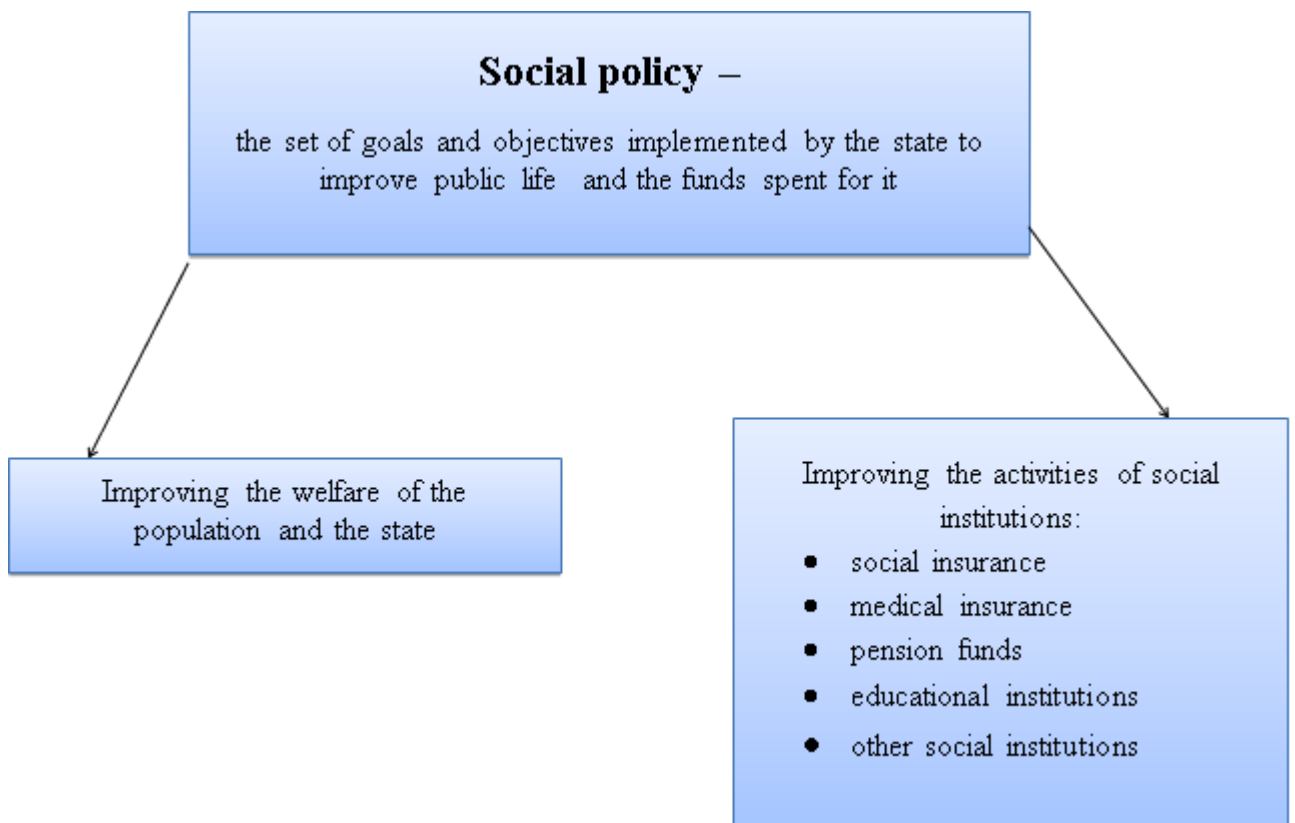 Social policy –
the set of goals and objectives implemented by the state to
improve public life and the funds spent for it
Improving the welfare of the
population and the state
Improving the activities of social
institutions:
● social insurance
● medical insurance
● pension funds
● educational institutions
● other social institutions